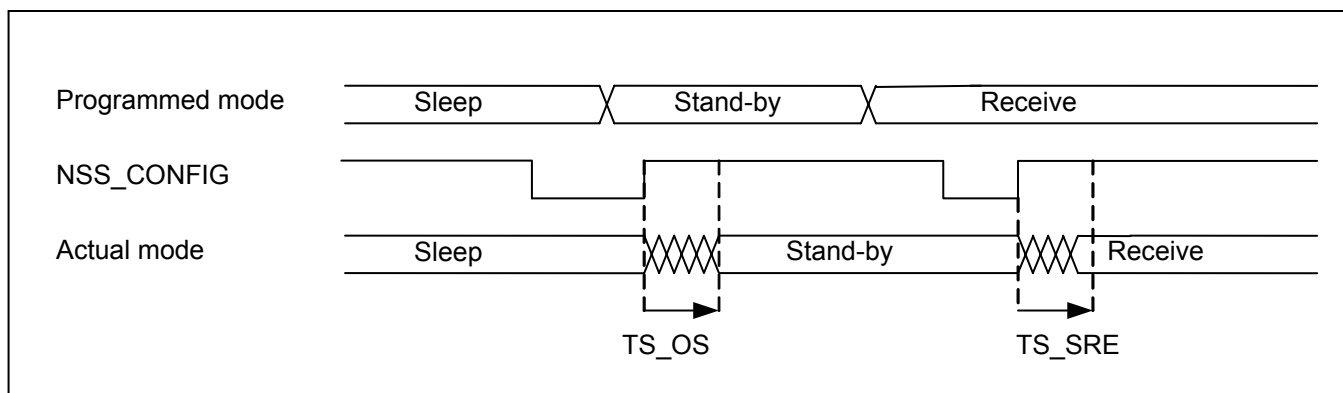 Programmed mode Sleep Stand-by Receive
NSS_CONFIG
Actual mode Sleep Stand-by Receive
TS_OS TS_SRE